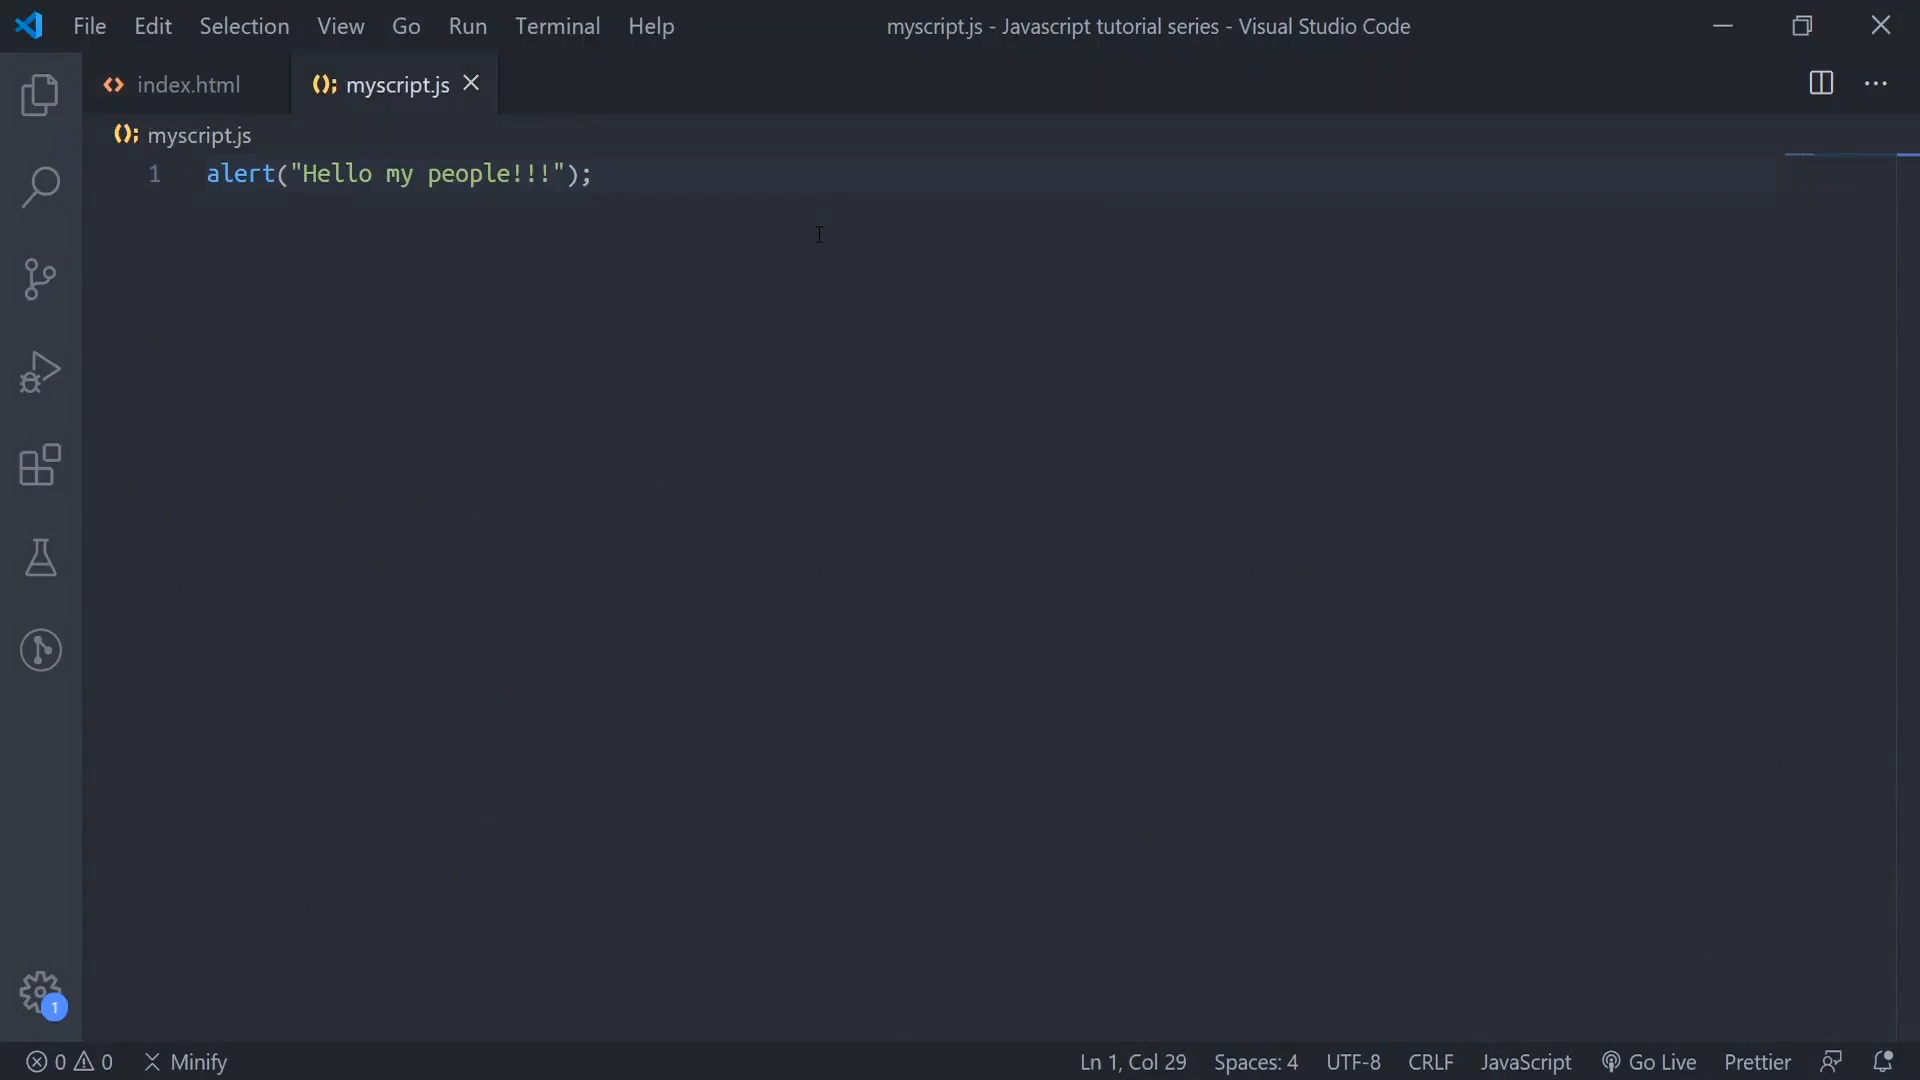 File Edit Selection View Go Run Terminal Help myscript.js - Javascript tutorial series - Visual Studio Code
index.html myscript.js
myscript.js
1 alert("Hello my people!!!");
1
0 0 Minify Ln 1, Col 29 Spaces: 4 UTF-8 CRLF JavaScript Go Live Prettier